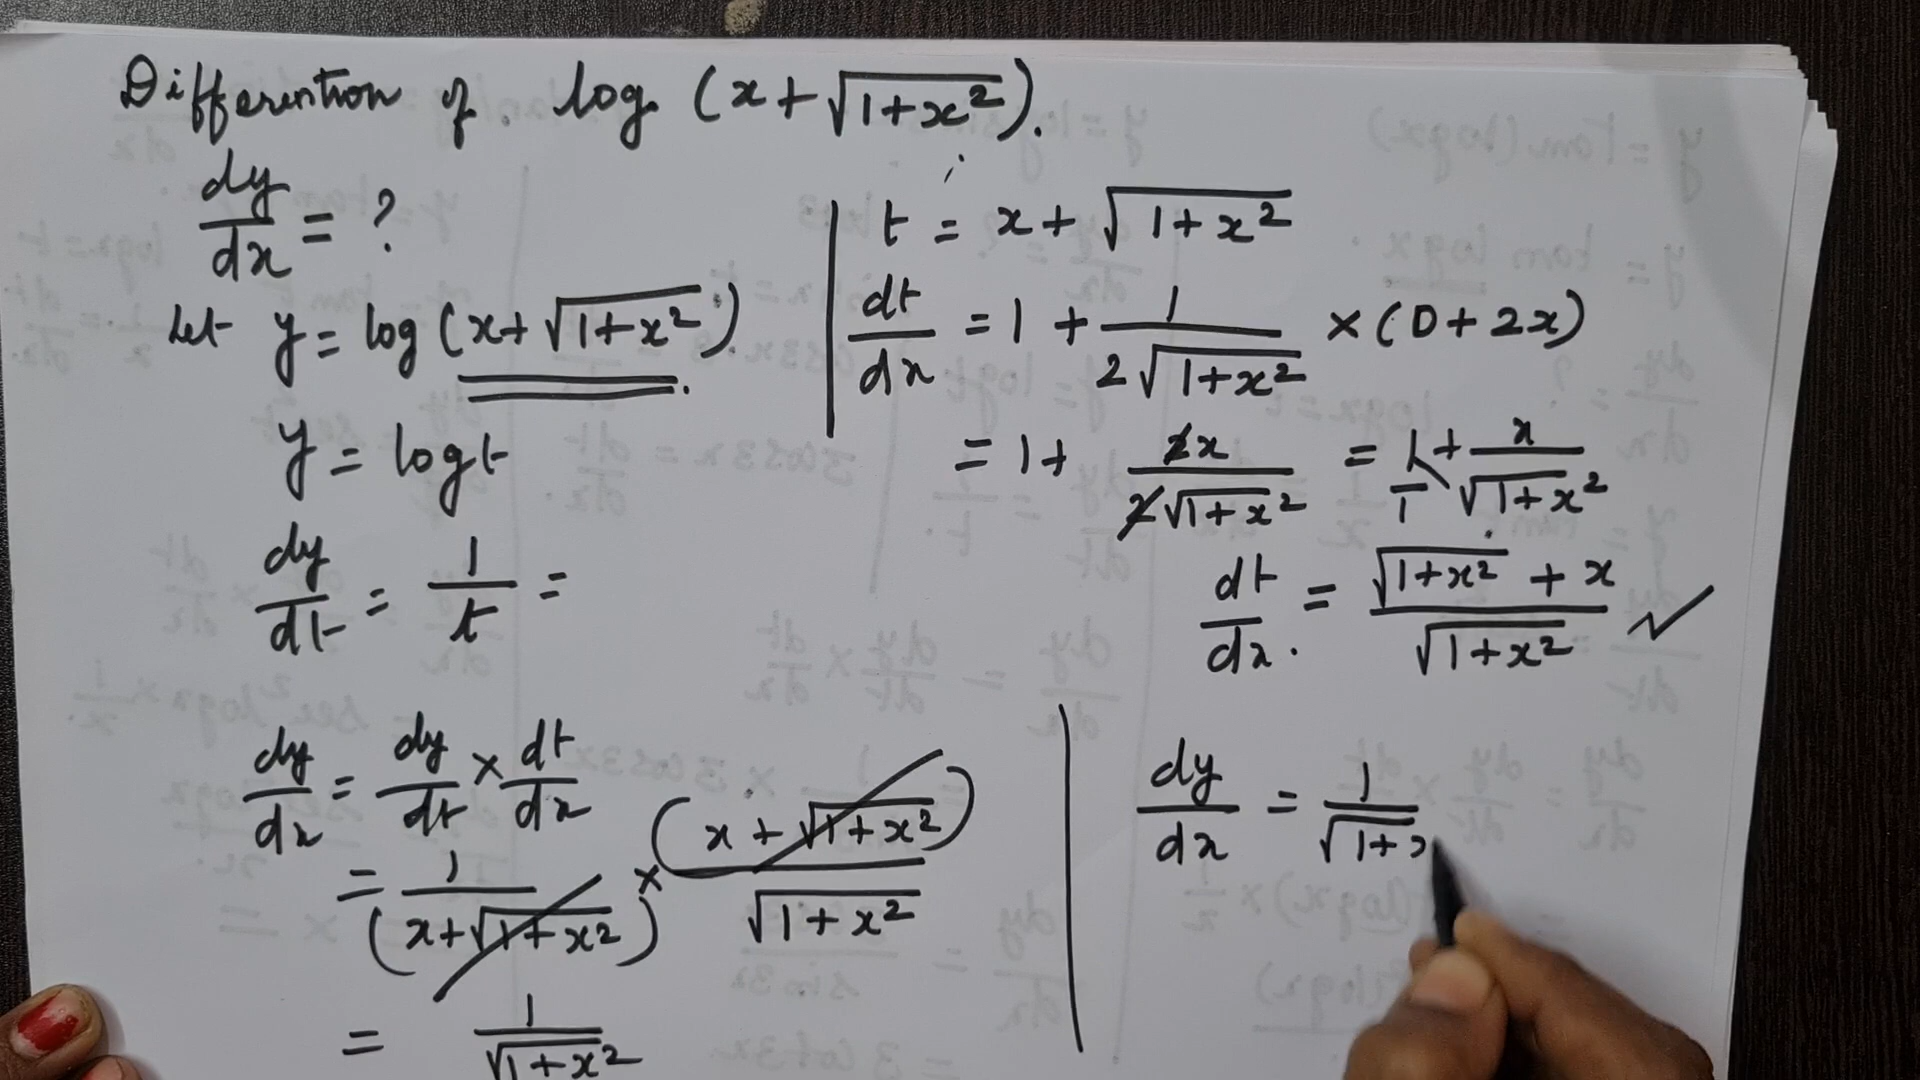 Differention of log (x+√1+x²).
dy/dx = ?
Let y = log (x+√1+x²).
y = log t
dy/dt = 1/t =
t = x + √1+x²
dt/dx = 1 + 1/2√1+x² × (0+2x)
= 1 + 2x/2√1+x² = 1/1 + x/√1+x²
dt/dx. = √1+x² + x/√1+x² ✓
dy/dx = dy/dt × dt/dx
= 1/(x+√1+x²) × (x+√1+x²)/√1+x²
= 1/√1+x²
dy/dx = 1/√1+x